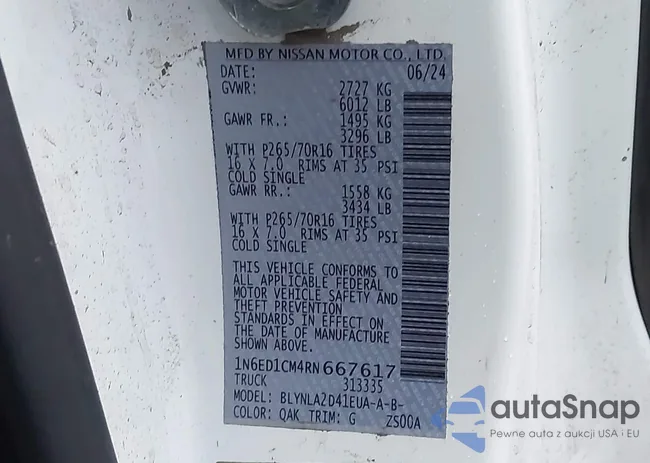 MFD BY NISSAN MOTOR CO., LTD.
DATE: 06/24
GVWR: 2727 KG
6012 LB
GAWR FR.: 1495 KG
3296 LB
WITH P265/70R16 TIRES
16 X 7.0 RIMS AT 35 PSI
COLD SINGLE
GAWR RR.: 1558 KG
3434 LB
WITH P265/70R16 TIRES
16 X 7.0 RIMS AT 35 PSI
COLD SINGLE
THIS VEHICLE CONFORMS TO
ALL APPLICABLE FEDERAL
MOTOR VEHICLE SAFETY AND
THEFT PREVENTION
STANDARDS IN EFFECT ON
THE DATE OF MANUFACTURE
SHOWN ABOVE.
1N6ED1CM4RN667617
TRUCK 313335
MODEL: BLYNLA2D41EUA-A-B-
COLOR: QAK TRIM: G ZS00A
autoSnap
Pewne auta z aukcji USA i EU